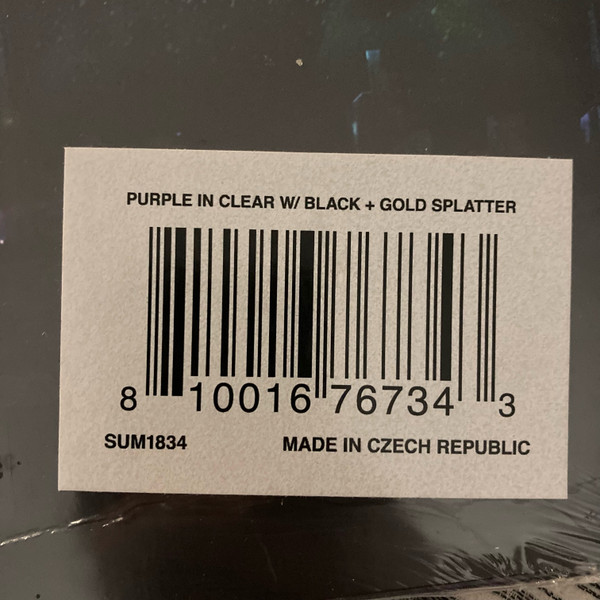 PURPLE IN CLEAR W/ BLACK + GOLD SPLATTER
8 10016 76734 3
SUM1834 MADE IN CZECH REPUBLIC